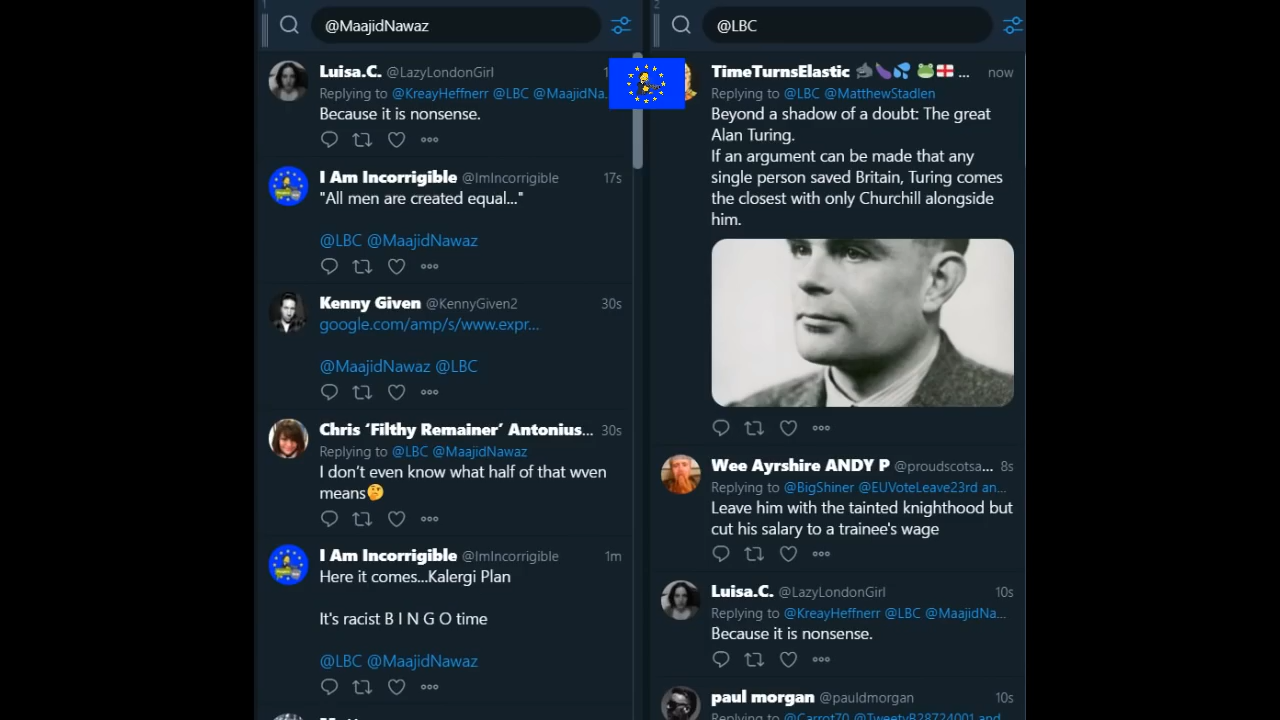 1
@MaajidNawaz
Luisa.C. @LazyLondonGirl
Replying to @KreayHeffnerr @LBC @MaajidNa...
Because it is nonsense.
I Am Incorrigible @ImIncorrigible 17s
"All men are created equal..."
@LBC @MaajidNawaz
Kenny Given @KennyGiven2 30s
google.com/amp/s/www.expr...
@MaajidNawaz @LBC
Chris ‘Filthy Remainer’ Antonius... 30s
Replying to @LBC @MaajidNawaz
I don’t even know what half of that wven
means🤔
I Am Incorrigible @ImIncorrigible 1m
Here it comes...Kalergi Plan
It's racist B I N G O time
@LBC @MaajidNawaz
2
@LBC
TimeTurnsElastic 🦈🍆💦 🐸🏴󠁧󠁢󠁥󠁮󠁧󠁿 ... now
Replying to @LBC @MatthewStadlen
Beyond a shadow of a doubt: The great
Alan Turing.
If an argument can be made that any
single person saved Britain, Turing comes
the closest with only Churchill alongside
him.
Wee Ayrshire ANDY P @proudscotsa... 8s
Replying to @BigShiner @EUVoteLeave23rd an...
Leave him with the tainted knighthood but
cut his salary to a trainee's wage
Luisa.C. @LazyLondonGirl 10s
Replying to @KreayHeffnerr @LBC @MaajidNa...
Because it is nonsense.
paul morgan @pauldmorgan 10s
Replying to @Carrot70 @TweetyB28724001 and